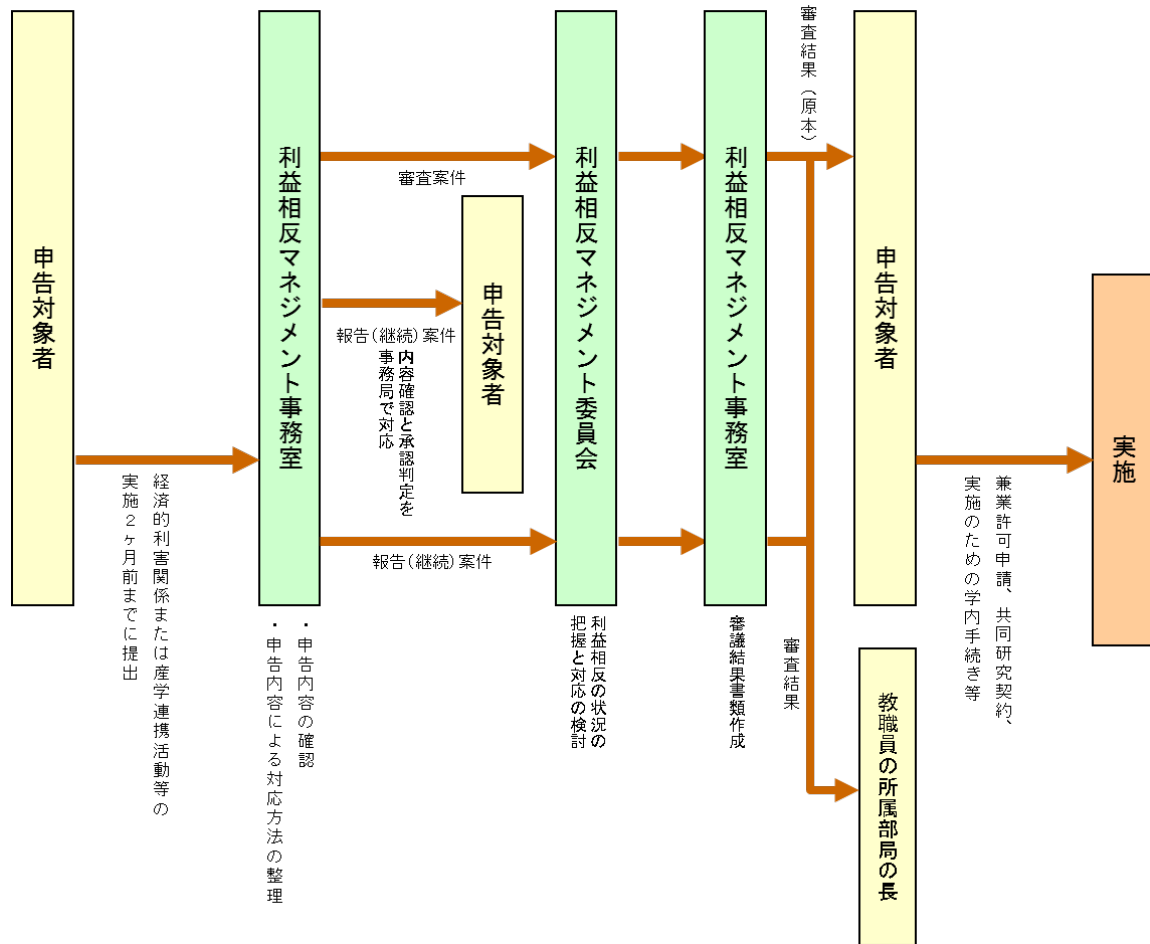 申告対象者
経済的利害関係または産学連携活動等の
実施２ヶ月前までに提出
利益相反マネジメント事務室
・申告内容の確認
・申告内容による対応方法の整理
審査案件
報告(継続)案件
内容確認と承認判定を
事務局で対応
申告対象者
報告(継続)案件
利益相反マネジメント委員会
利益相反の状況の
把握と対応の検討
利益相反マネジメント事務室
審議結果書類作成
審査結果（原本）
審査結果
申告対象者
教職員の所属部局の長
兼業許可申請、共同研究契約、
実施のための学内手続き等
実施